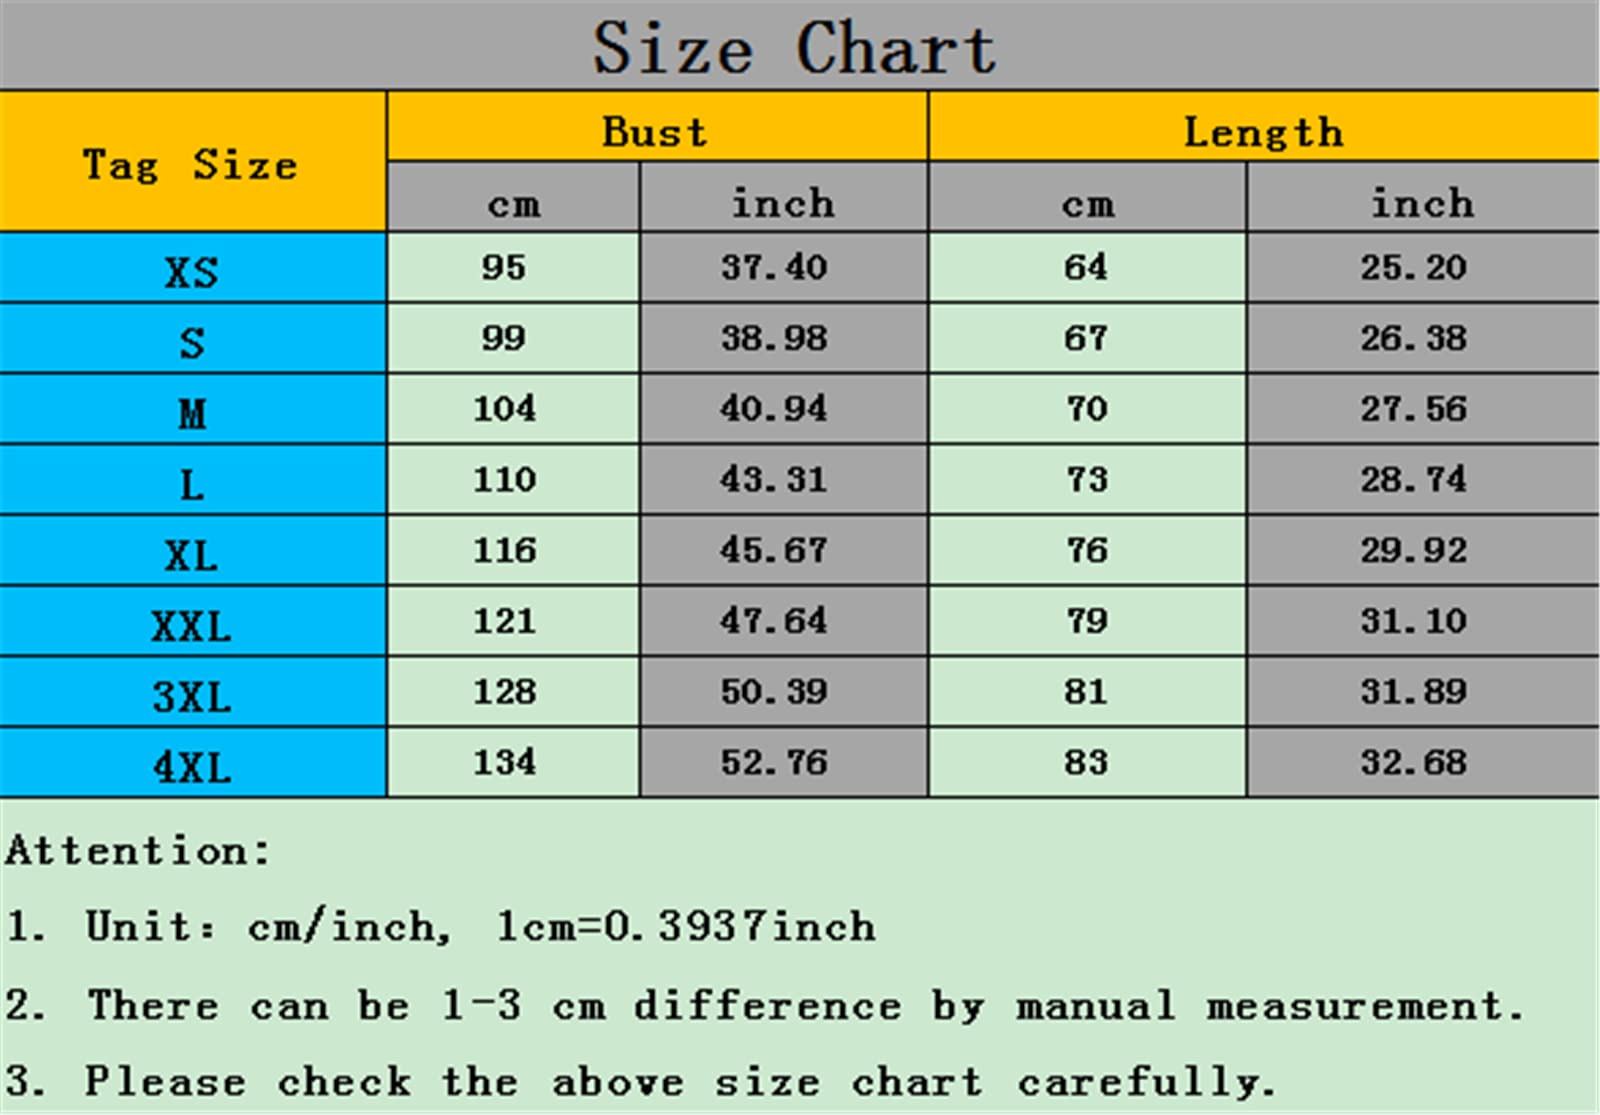 Size Chart
Tag Size Bust Length
cm inch cm inch
XS 95 37.40 64 25.20
S 99 38.98 67 26.38
M 104 40.94 70 27.56
L 110 43.31 73 28.74
XL 116 45.67 76 29.92
XXL 121 47.64 79 31.10
3XL 128 50.39 81 31.89
4XL 134 52.76 83 32.68
Attention:
1. Unit: cm/inch, 1cm=0.3937inch
2. There can be 1-3 cm difference by manual measurement.
3. Please check the above size chart carefully.